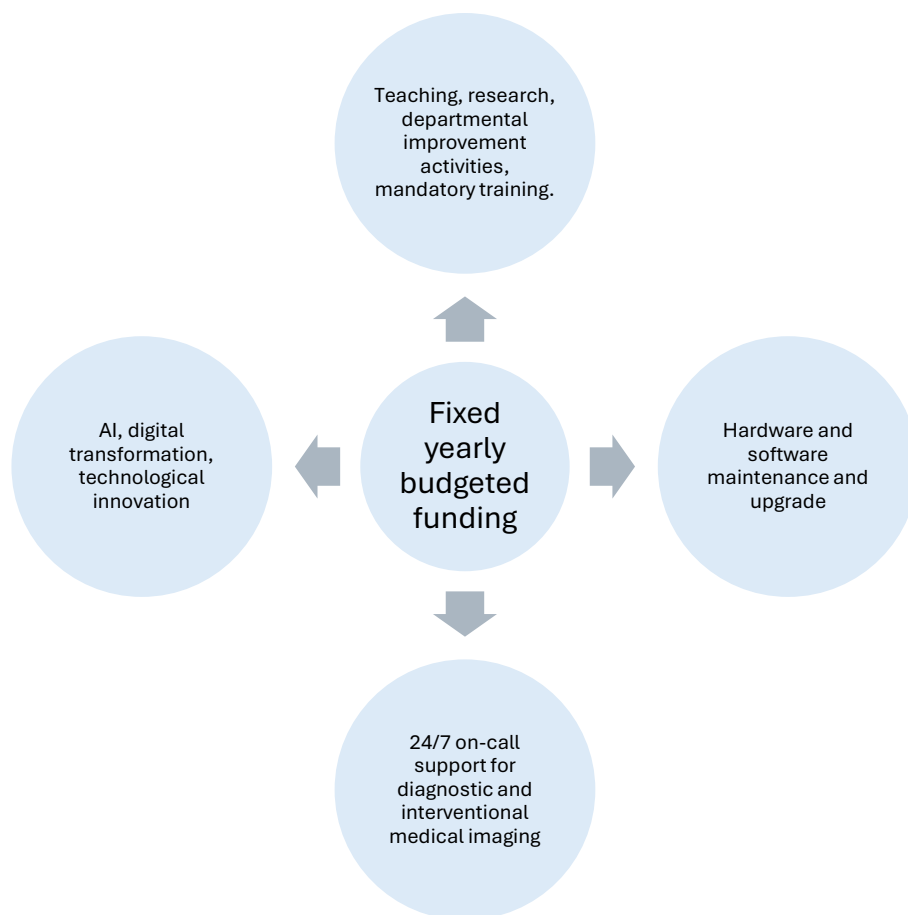 Teaching, research,
departmental
improvement
activities,
mandatory training.
AI, digital
transformation,
technological
innovation
Fixed
yearly
budgeted
funding
Hardware and
software
maintenance and
upgrade
24/7 on-call
support for
diagnostic and
interventional
medical imaging